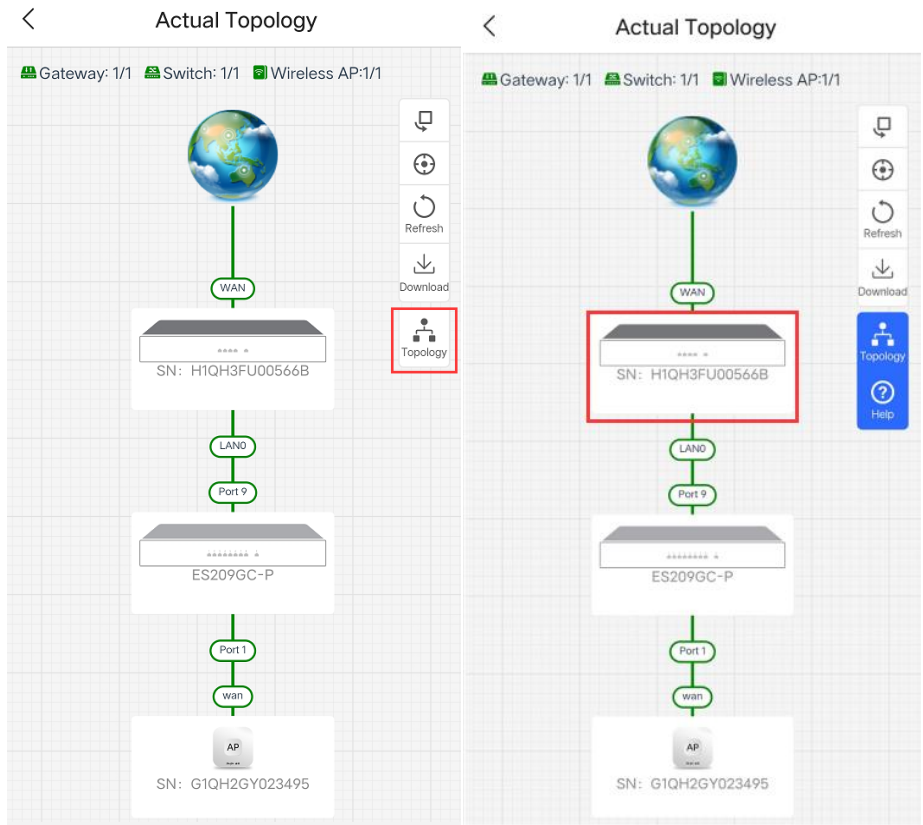 Actual Topology
Gateway: 1/1 Switch: 1/1 Wireless AP:1/1
Refresh
Download
Topology
WAN
SN: H1QH3FU00566B
LAN0
Port 9
ES209GC-P
Port 1
wan
AP
SN: G1QH2GY023495
Actual Topology
Gateway: 1/1 Switch: 1/1 Wireless AP:1/1
Refresh
Download
Topology
Help
WAN
SN: H1QH3FU00566B
LAN0
Port 9
ES209GC-P
Port 1
wan
AP
SN: G1QH2GY023495